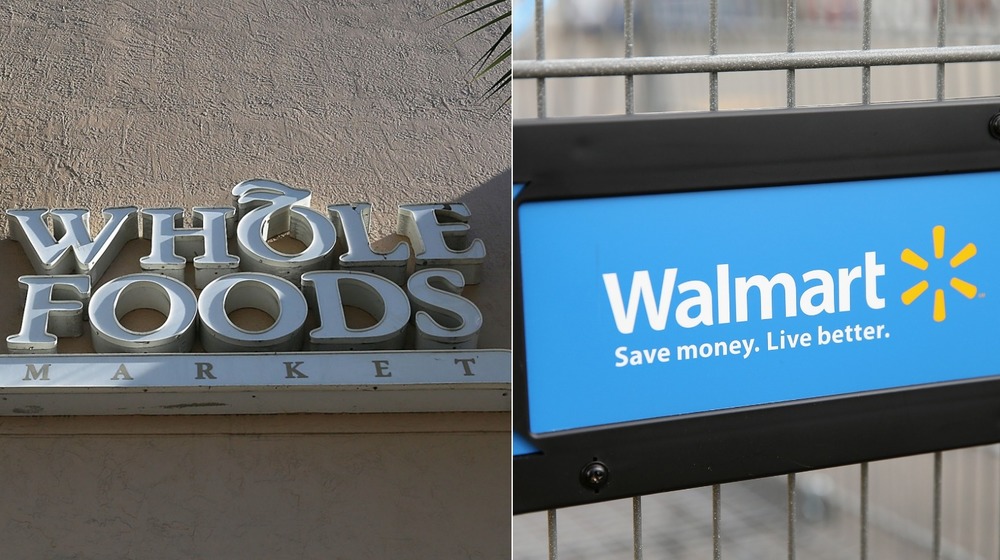 WHOLE
FOODS
MARKET
Walmart
Save money. Live better.